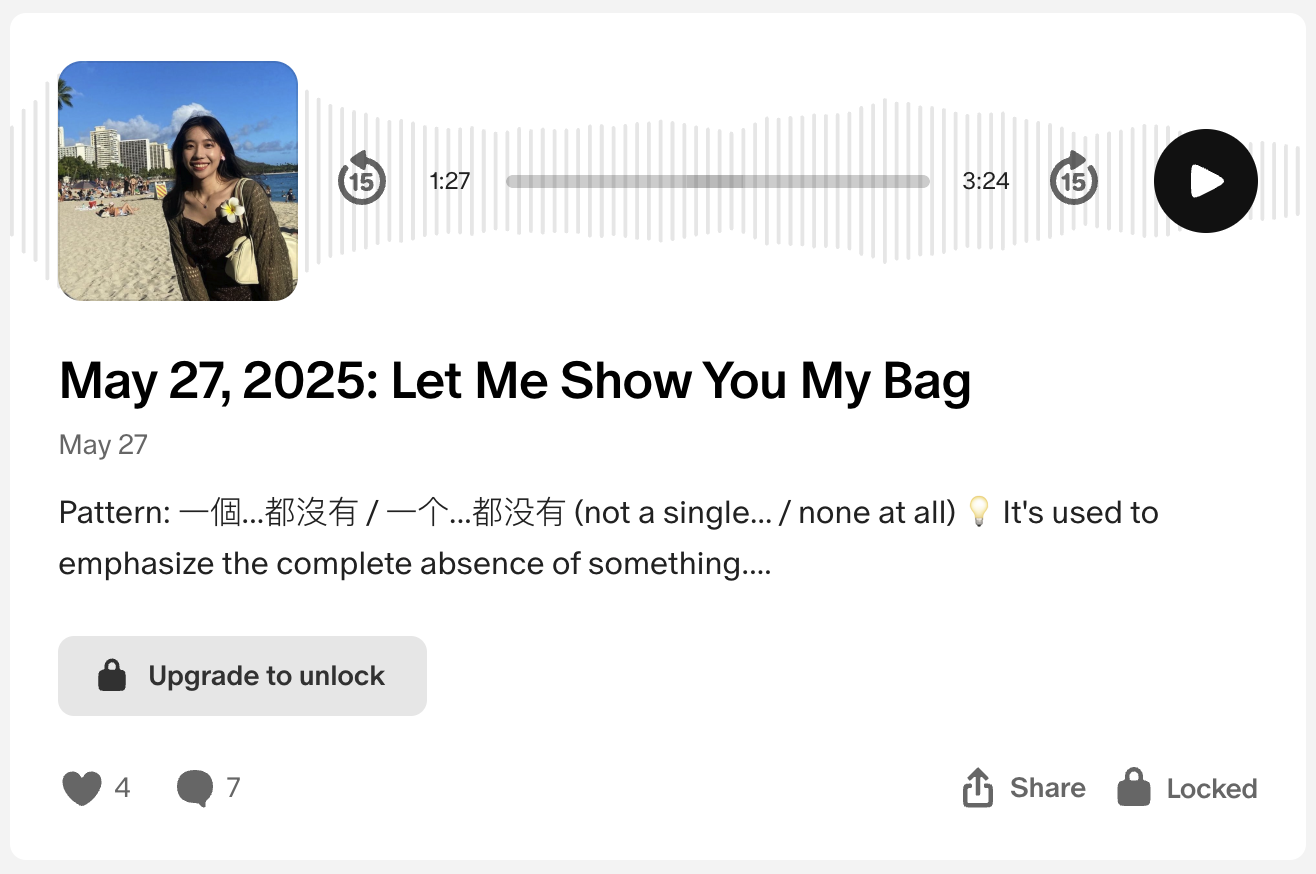 15
1:27
3:24
15
May 27, 2025: Let Me Show You My Bag
May 27
Pattern: 一個...都沒有 / 一个...都没有 (not a single... / none at all) 💡 It's used to
emphasize the complete absence of something....
Upgrade to unlock
4
7
Share
Locked